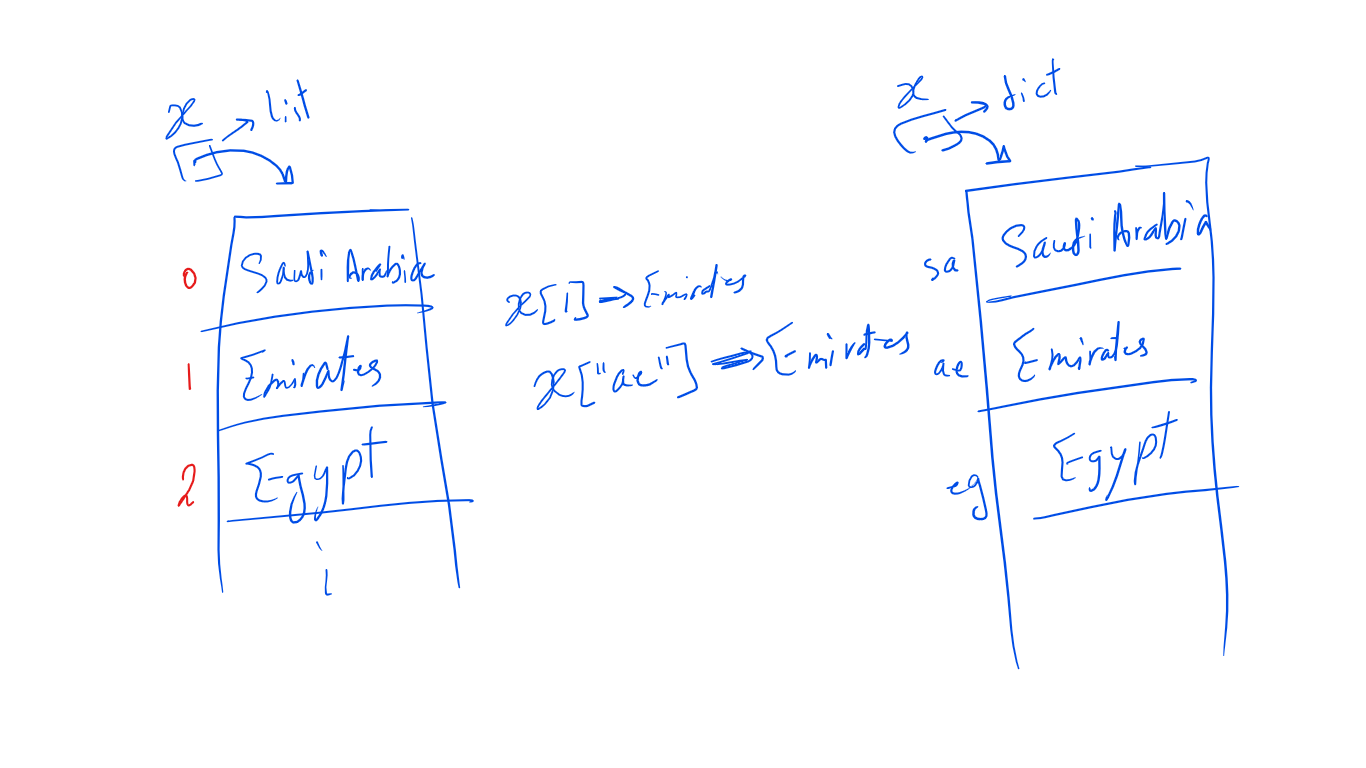 x → list
0 Saudi Arabia
1 Emirates
2 Egypt
x[1] → Emirates
x["ae"] → Emirates
x → dict
sa Saudi Arabia
ae Emirates
eg Egypt